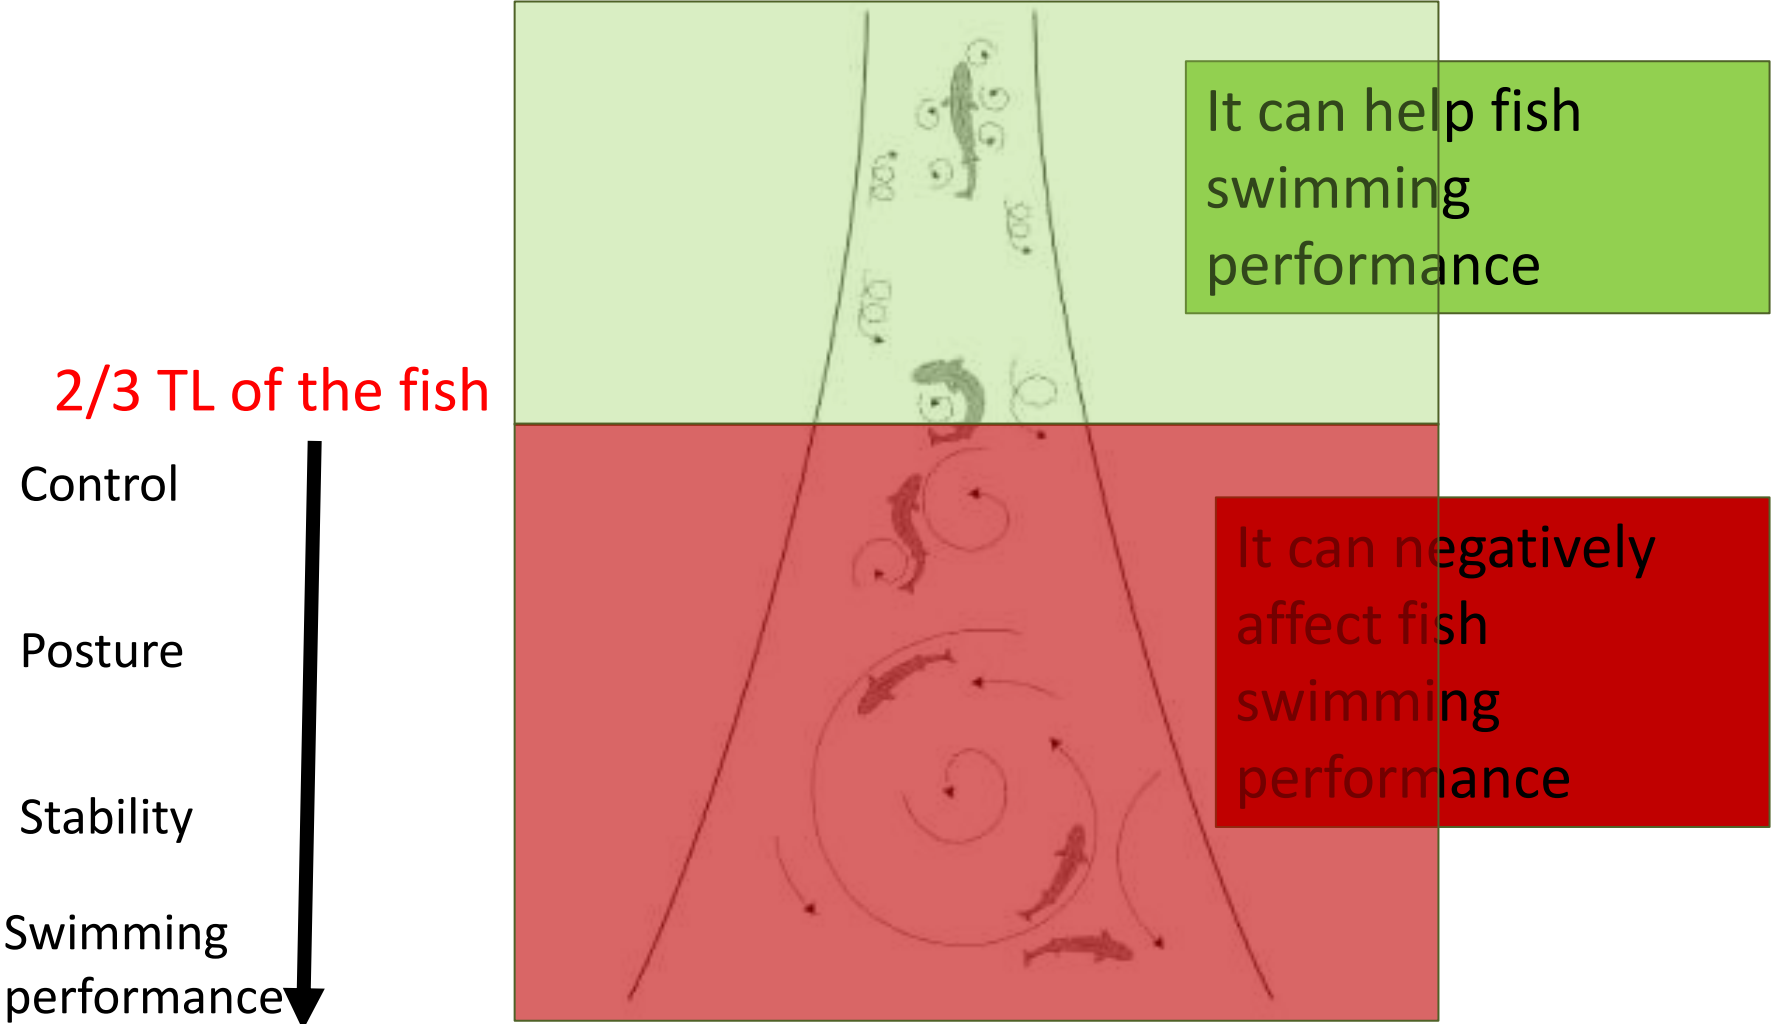 It can help fish
swimming
performance
2/3 TL of the fish
Control
Posture
Stability
Swimming
performance
It can negatively
affect fish
swimming
performance